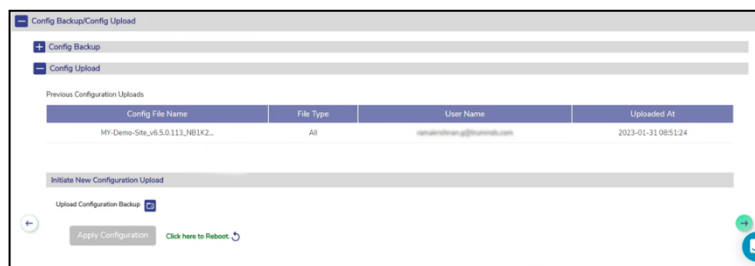 Config Backup/Config Upload
Config Backup
Config Upload
Previous Configuration Uploads
Config File Name File Type User Name Uploaded At
MY-Demo-Site_v6.5.0.113_NB1K2... All 2023-01-31 08:51:24
Initiate New Configuration Upload
Upload Configuration Backup
Apply Configuration Click here to Reboot.